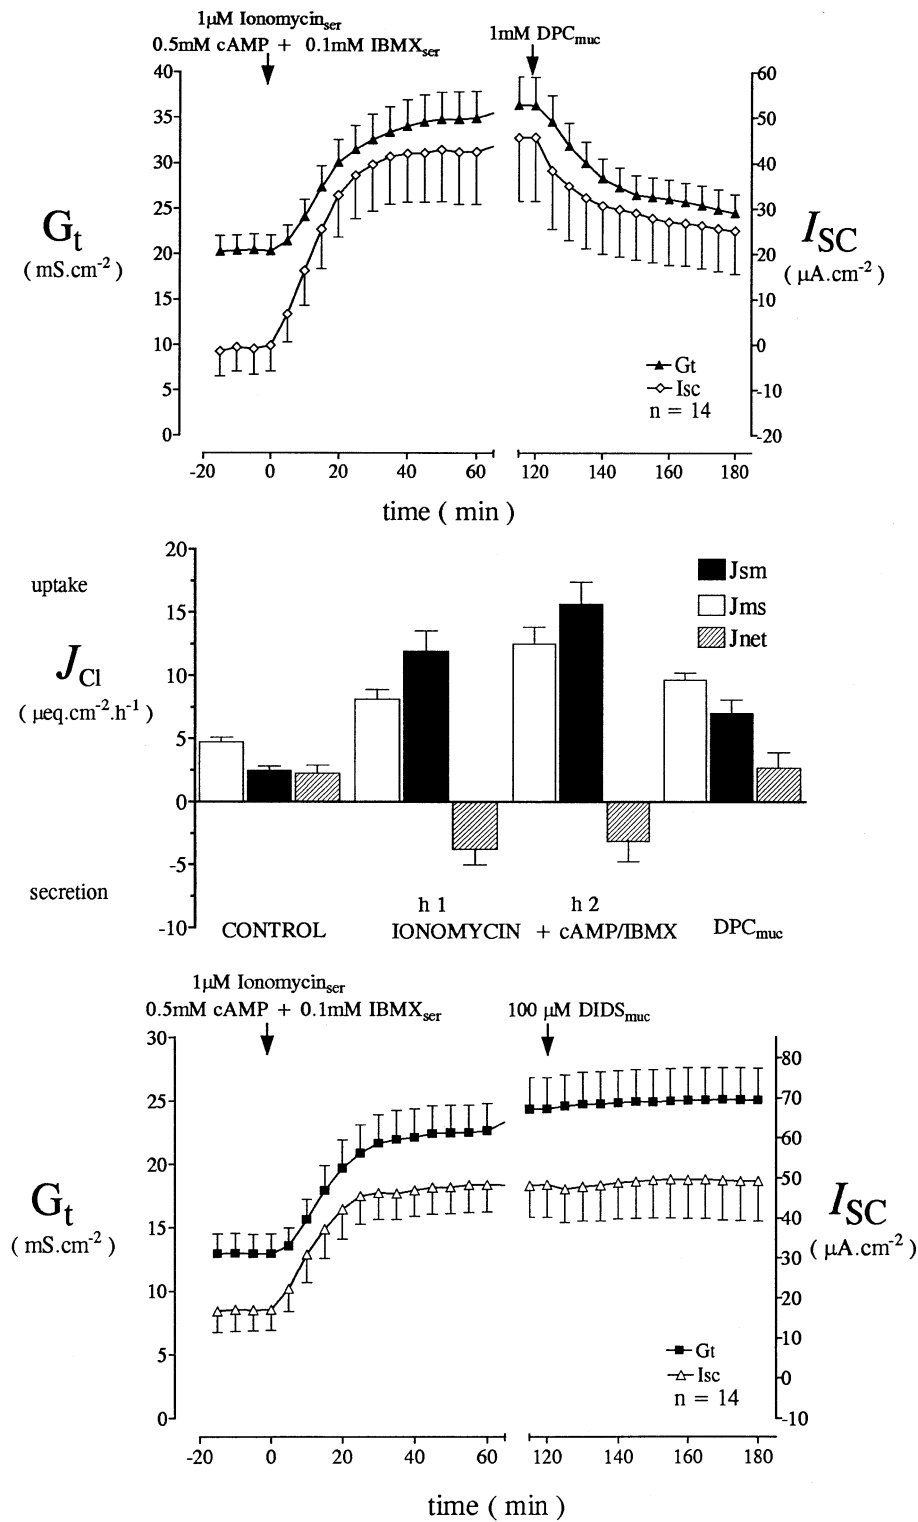 1μM Ionomycinser
0.5mM cAMP + 0.1mM IBMXser
1mM DPCmuc
40
35
30
25
20
15
10
5
0
Gt
( mS.cm-2 )
60
50
40
30
20
10
0
-10
-20
ISC
( μA.cm-2 )
Gt
Isc
n = 14
-20 0 20 40 60 120 140 160 180
time ( min )
20
15
10
5
0
-5
-10
uptake
JCl
( μeq.cm-2.h-1 )
secretion
Jsm
Jms
Jnet
h 1 h 2
CONTROL IONOMYCIN + cAMP/IBMX DPCmuc
1μM Ionomycinser
0.5mM cAMP + 0.1mM IBMXser
100 μM DIDSmuc
30
25
20
15
10
5
0
Gt
( mS.cm-2 )
80
70
60
50
40
30
20
10
0
-10
ISC
( μA.cm-2 )
Gt
Isc
n = 14
-20 0 20 40 60 120 140 160 180
time ( min )